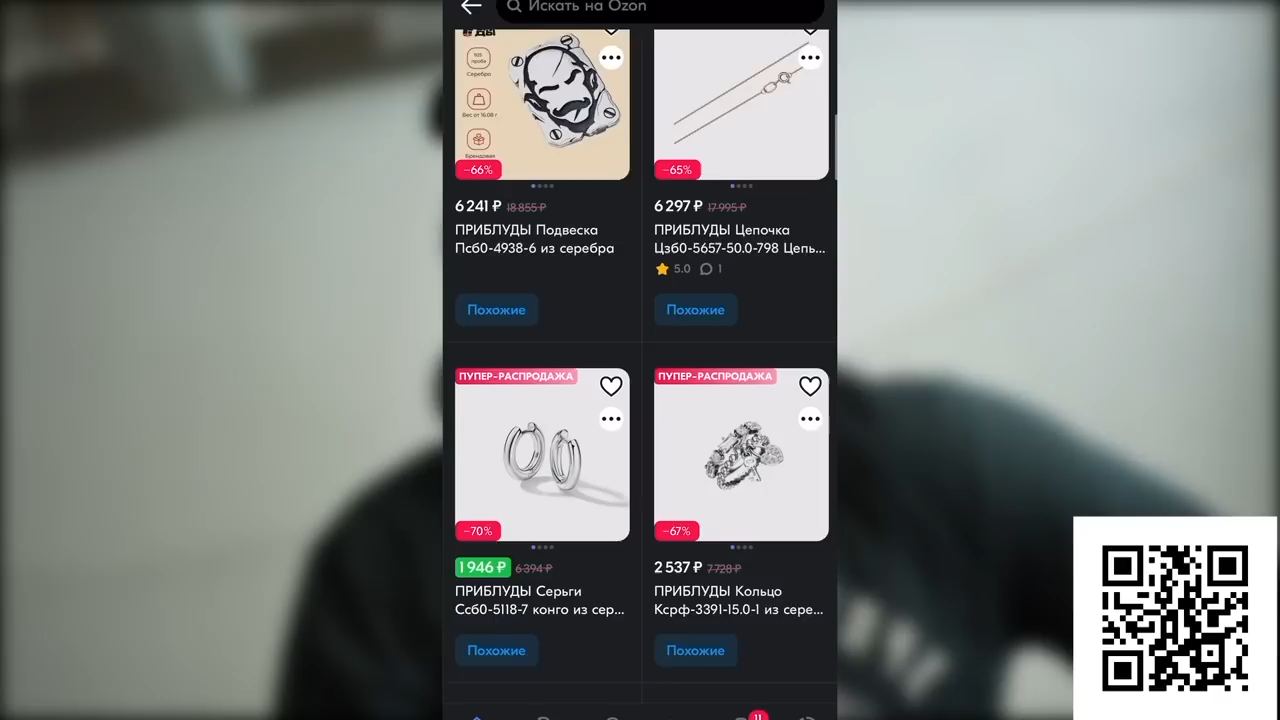 Искать на Ozon
925
проба
Серебро
Вес от 16.08 г
Брендовая
−66%
−65%
6 241 ₽ 18 855 ₽
ПРИБЛУДЫ Подвеска
Псб0-4938-6 из серебра
6 297 ₽ 17 995 ₽
ПРИБЛУДЫ Цепочка
Цзб0-5657-50.0-798 Цепь...
5.0 1
Похожие
Похожие
ПУПЕР-РАСПРОДАЖА
ПУПЕР-РАСПРОДАЖА
−70%
−67%
1 946 ₽ 6 394 ₽
ПРИБЛУДЫ Серьги
Ссб0-5118-7 конго из сер...
2 537 ₽ 7 728 ₽
ПРИБЛУДЫ Кольцо
Ксрф-3391-15.0-1 из сере...
Похожие
Похожие
11